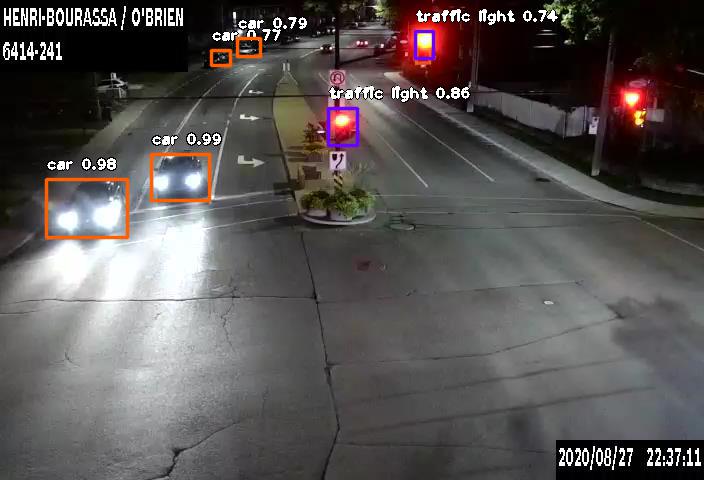 HENRI-BOURASSA / O'BRIEN
6414-241
car 0.79
car 0.77
traffic light 0.74
traffic light 0.86
car 0.99
car 0.98
2020/08/27 22:37:11